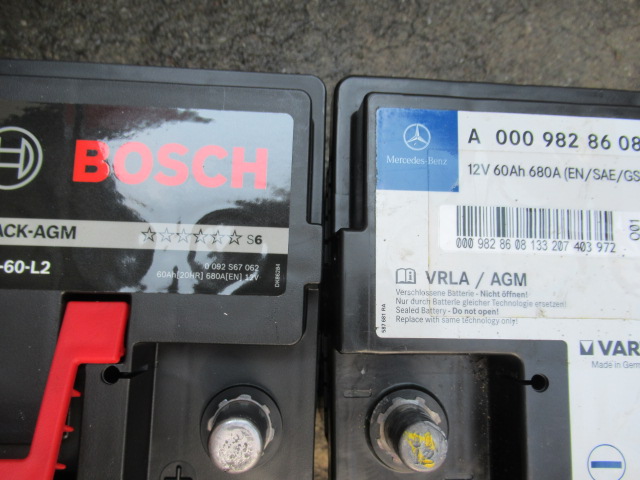 BOSCH
ACK-AGM
S6
-60-L2
0 092 S67 062
60Ah[20HR] 680A[EN] 12V
Mercedes-Benz
A 000 982 86 08
12V 60Ah 680A (EN/SAE/GS
000 982 86 08 133 207 403 972
VRLA / AGM
Verschlossene Batterie - Nicht öffnen!
Nur durch Batterie gleicher Technologie ersetzen!
Sealed Battery - Do not open!
Replace with same technology only!
VAR
Made in Germ